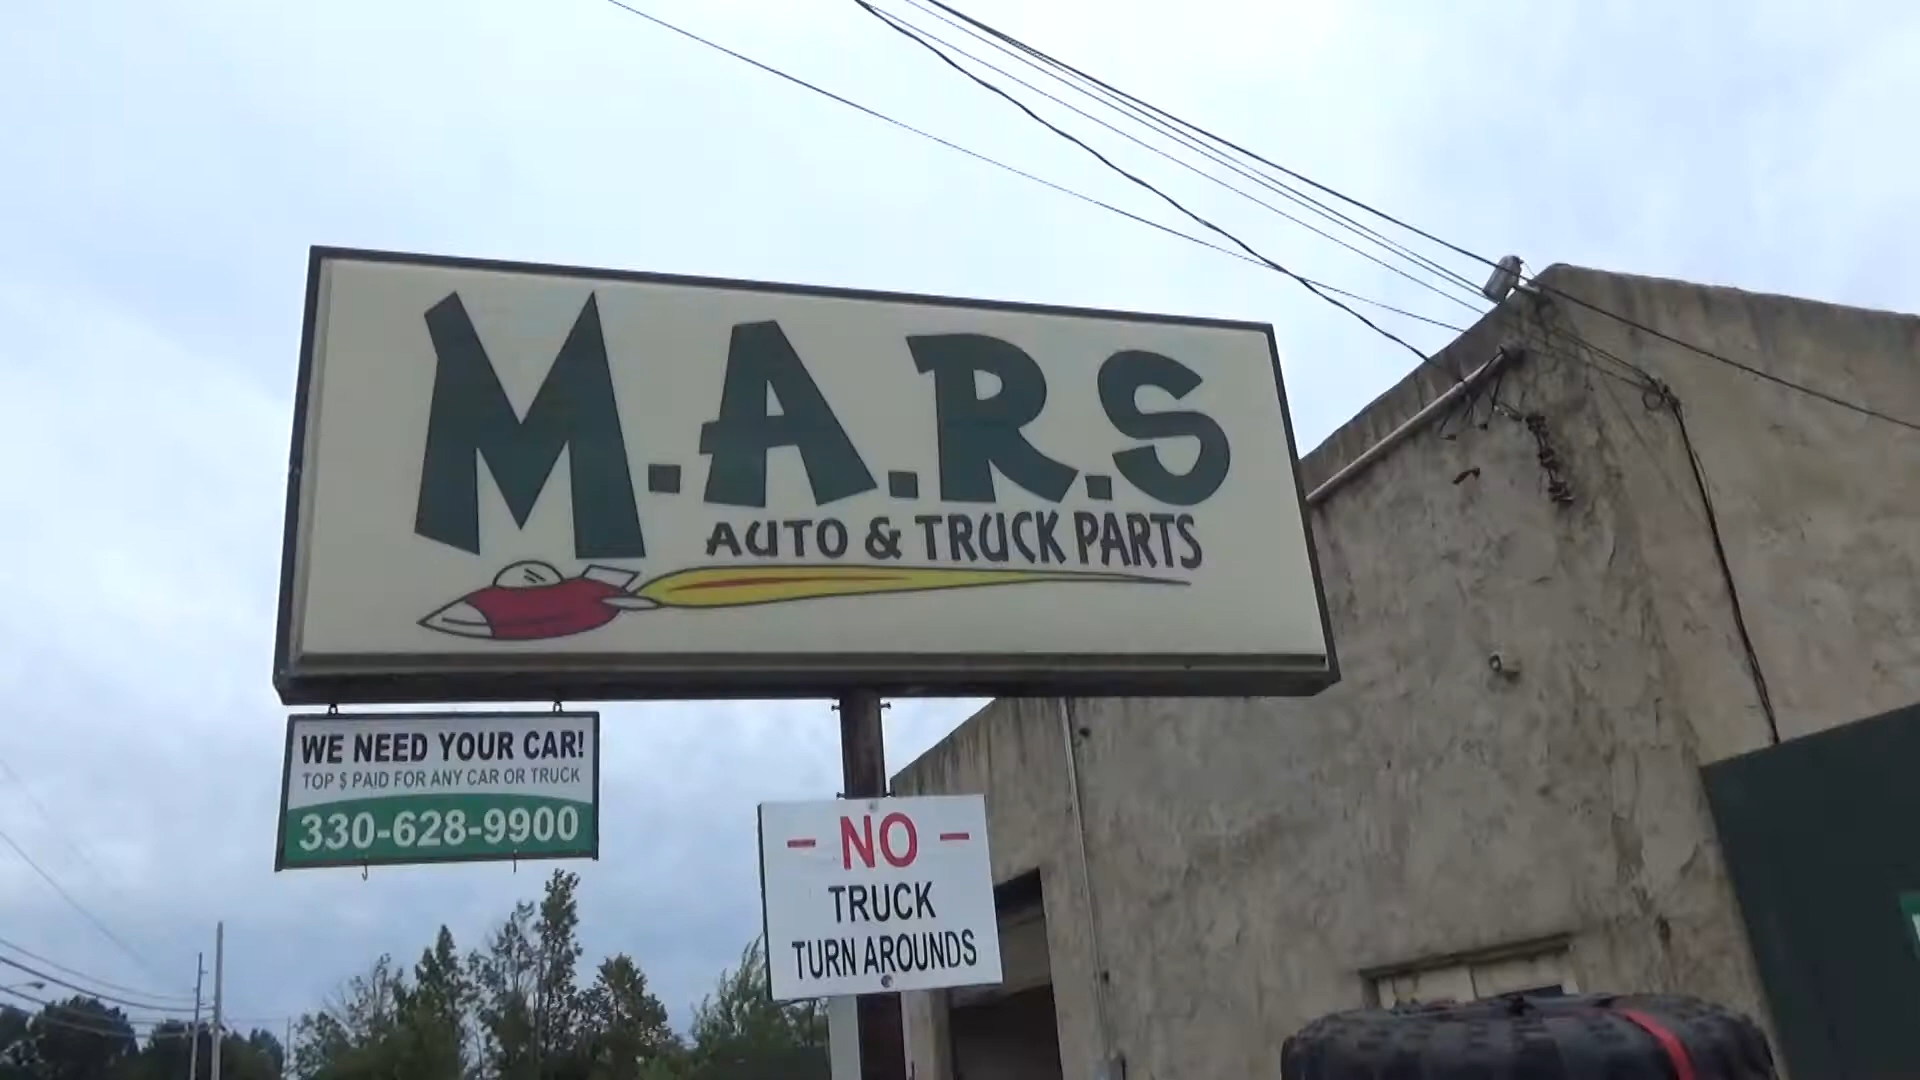 M.A.R.S
AUTO & TRUCK PARTS
WE NEED YOUR CAR!
TOP $ PAID FOR ANY CAR OR TRUCK
330-628-9900
- NO -
TRUCK
TURN AROUNDS